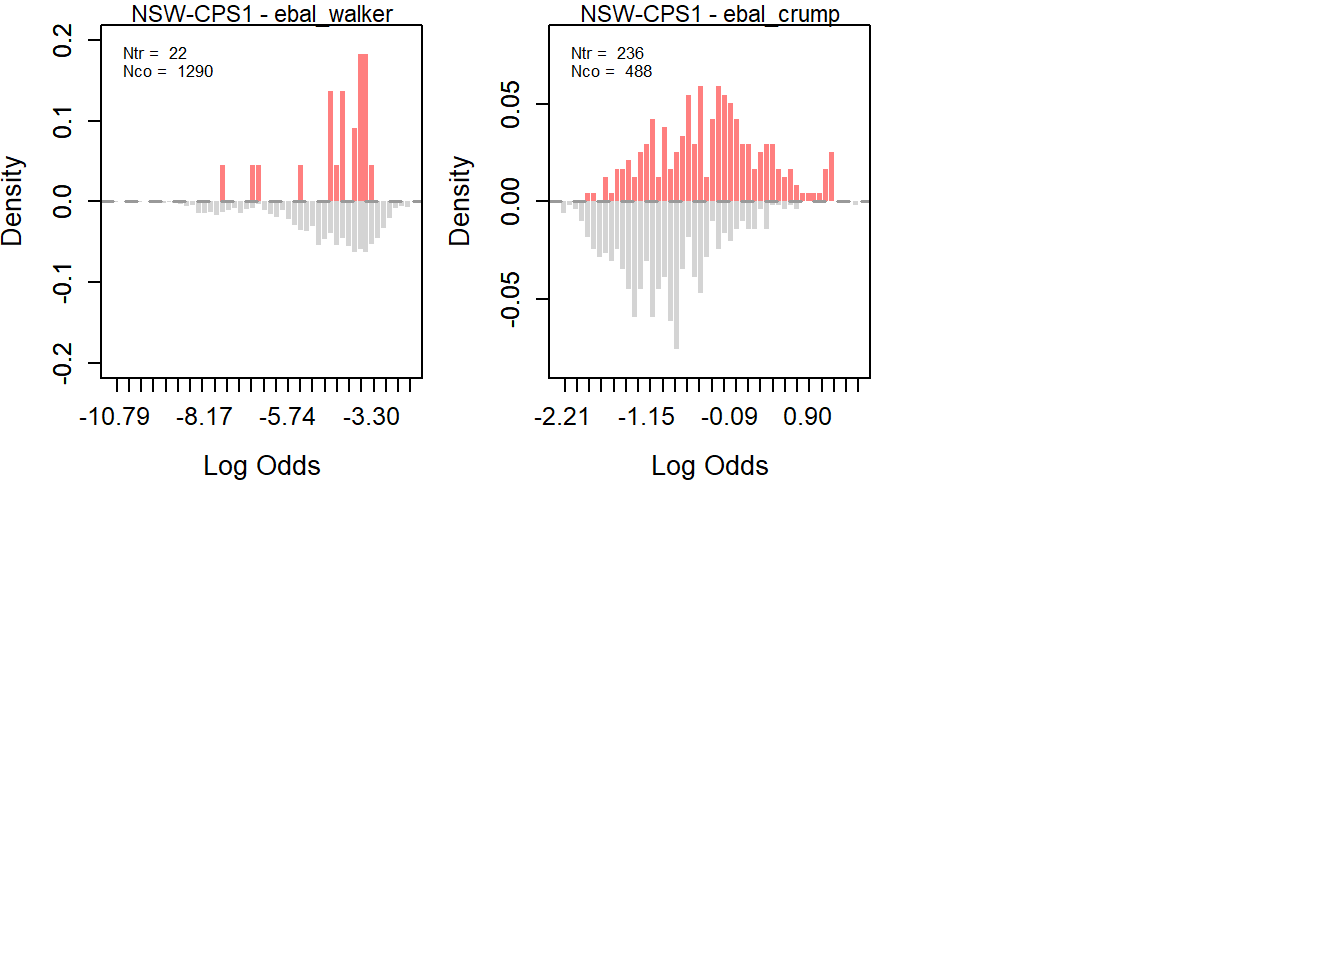 NSW-CPS1 - ebal_walker
Ntr = 22
Nco = 1290
Density
0.2
0.1
0.0
-0.1
-0.2
-10.79 -8.17 -5.74 -3.30
Log Odds
NSW-CPS1 - ebal_crump
Ntr = 236
Nco = 488
Density
0.05
0.00
-0.05
-2.21 -1.15 -0.09 0.90
Log Odds